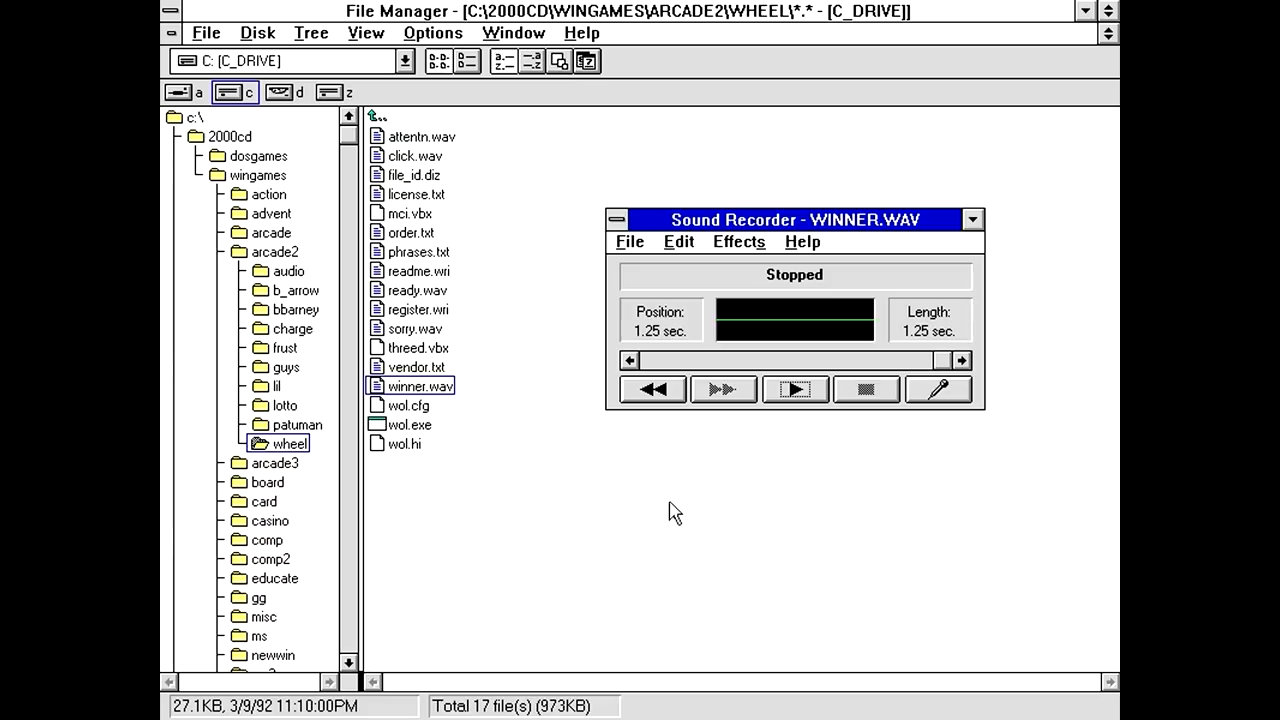 File Manager - [C:\2000CD\WINGAMES\ARCADE2\WHEEL\*.* - [C_DRIVE]]
File Disk Tree View Options Window Help
C: [C_DRIVE]
a c d z
c:\
2000cd
dosgames
wingames
action
advent
arcade
arcade2
audio
b_arrow
bbarney
charge
frust
guys
lil
lotto
patuman
wheel
arcade3
board
card
casino
comp
comp2
educate
gg
misc
ms
newwin
..
attentn.wav
click.wav
file_id.diz
license.txt
mci.vbx
order.txt
phrases.txt
readme.wri
ready.wav
register.wri
sorry.wav
threed.vbx
vendor.txt
winner.wav
wol.cfg
wol.exe
wol.hi
Sound Recorder - WINNER.WAV
File Edit Effects Help
Stopped
Position:
1.25 sec.
Length:
1.25 sec.
27.1KB, 3/9/92 11:10:00PM
Total 17 file(s) (973KB)